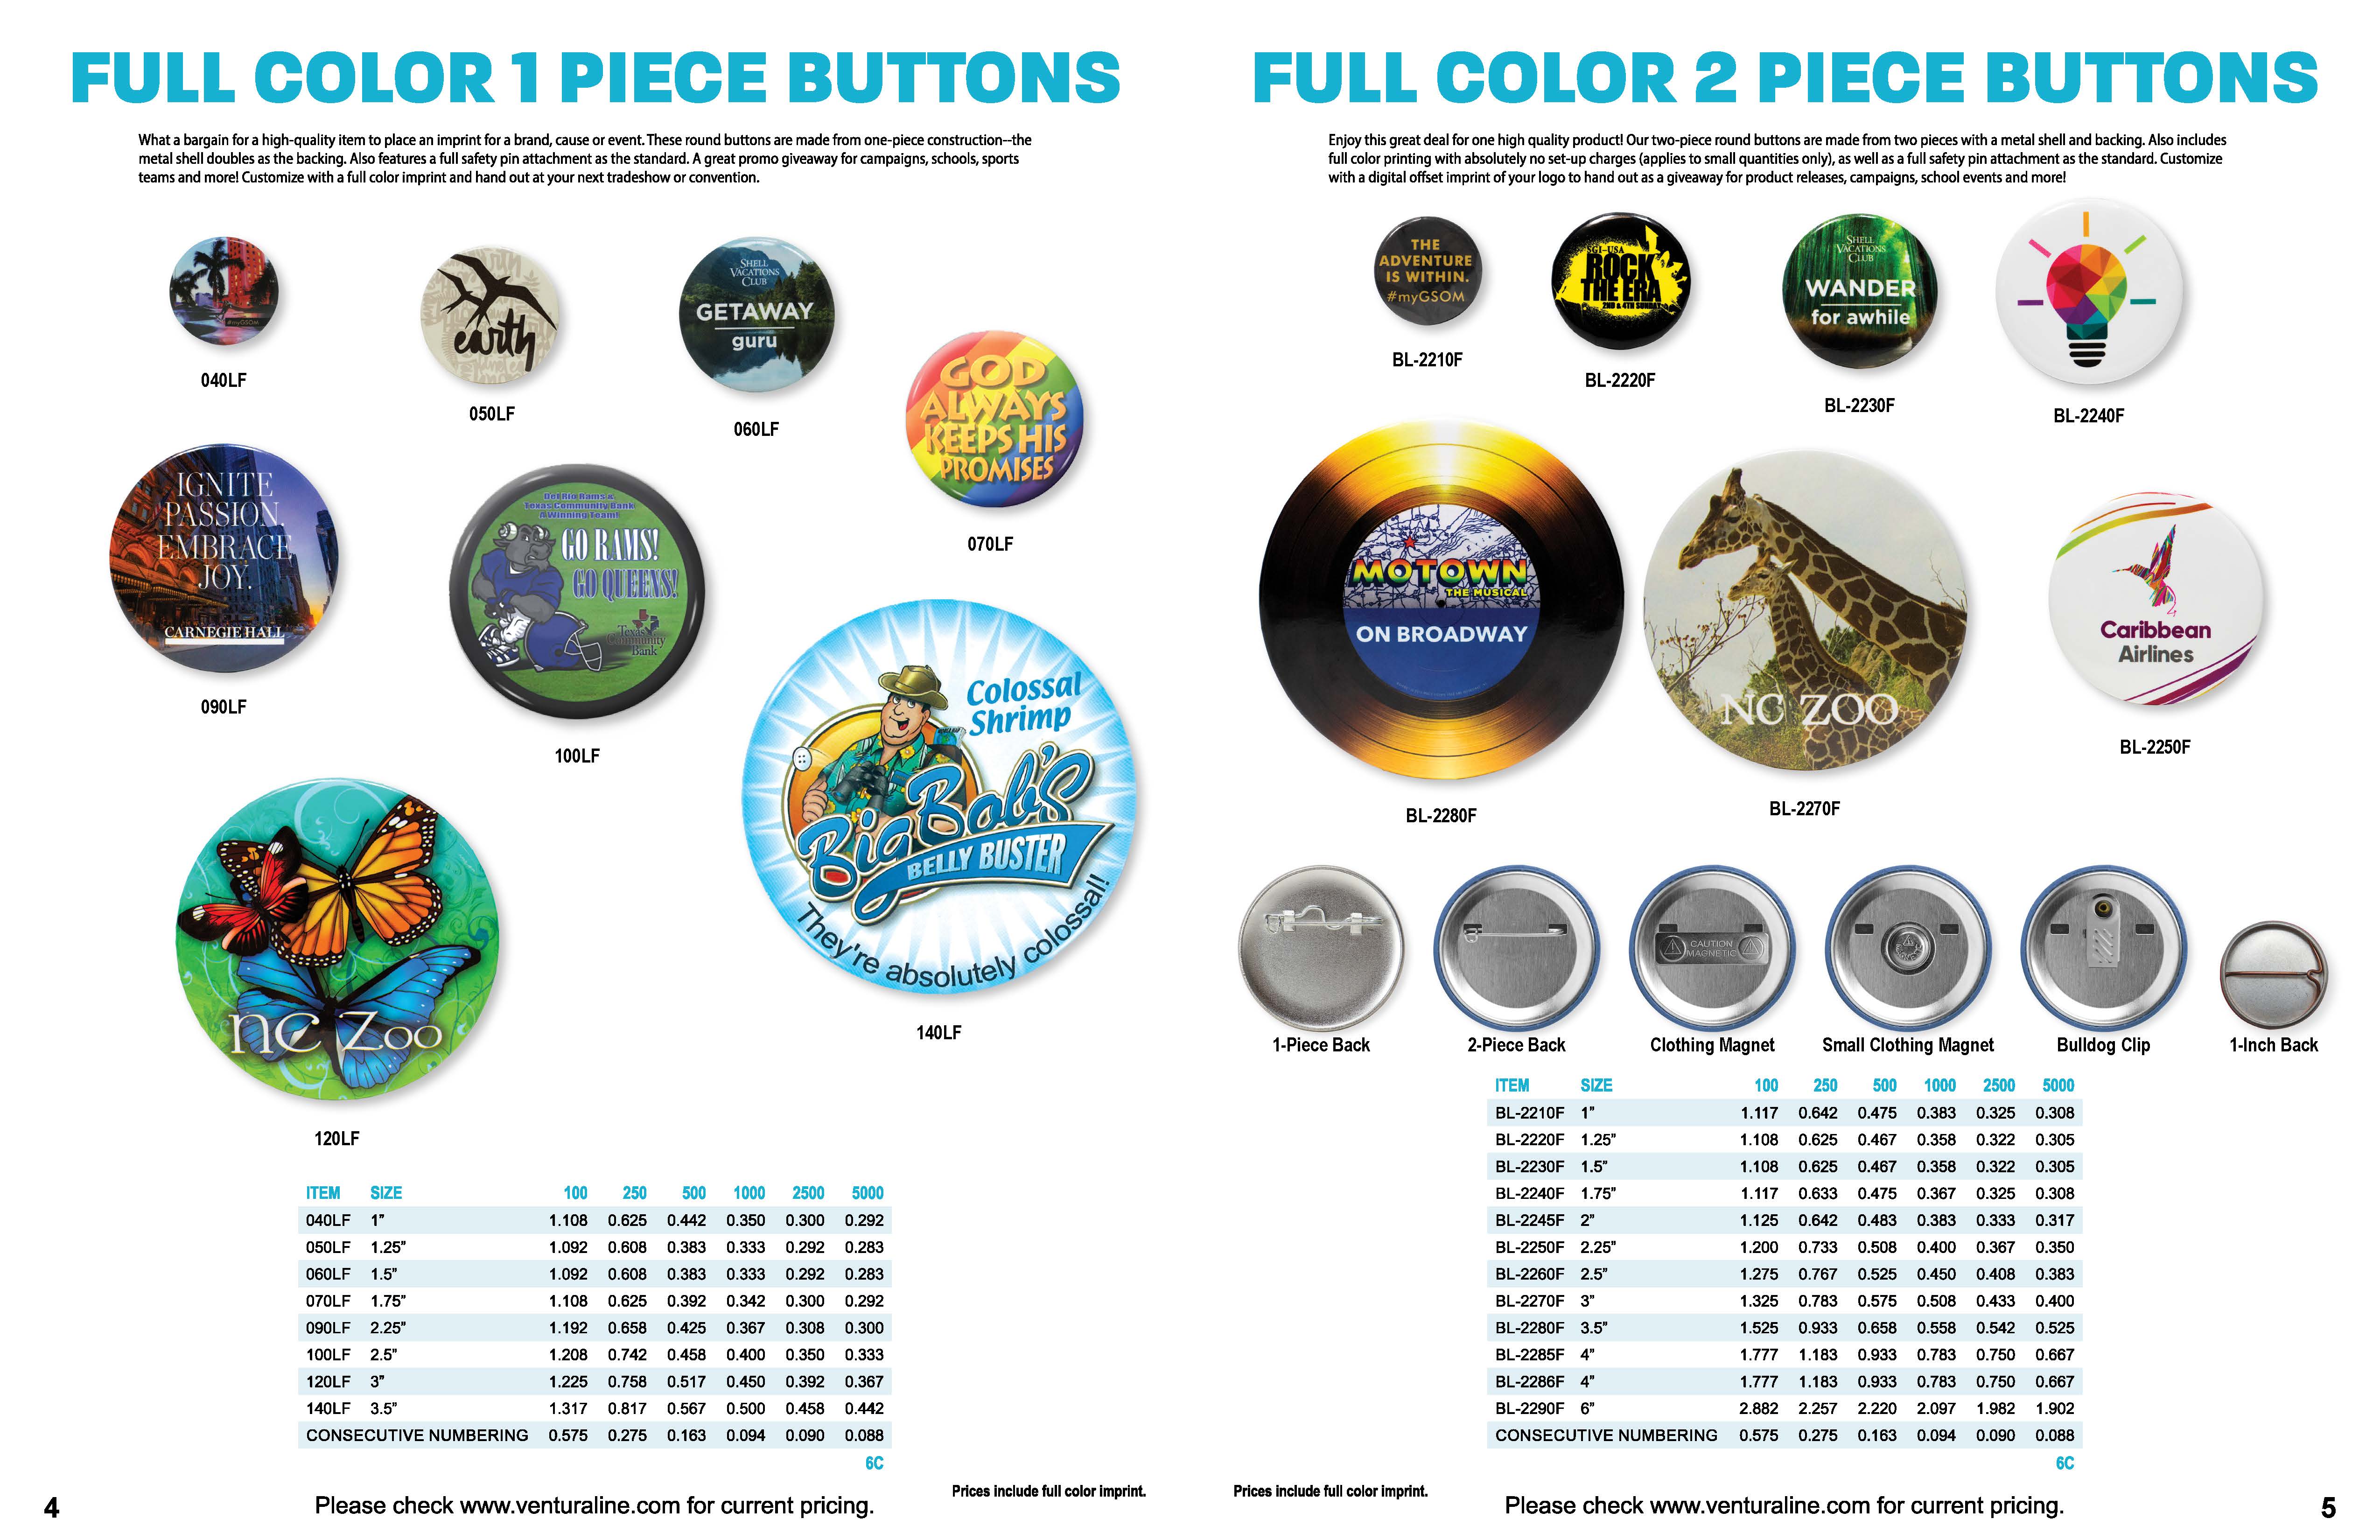 FULL COLOR 1 PIECE BUTTONS
What a bargain for a high-quality item to place an imprint for a brand, cause or event. These round buttons are made from one-piece construction--the
metal shell doubles as the backing. Also features a full safety pin attachment as the standard. A great promo giveaway for campaigns, schools, sports
teams and more! Customize with a full color imprint and hand out at your next tradeshow or convention.
#myGSOM
040LF
earth
050LF
SHELL
VACATIONS
CLUB
GETAWAY
guru
060LF
GOD
ALWAYS
KEEPS HIS
PROMISES
070LF
IGNITE
PASSION.
EMBRACE
JOY.
CARNEGIE HALL
090LF
Del Rio Rams &
Texas Community Bank
A Winning Team!
GO RAMS!
GO QUEENS!
Texas
Community
Bank
100LF
Colossal
Shrimp
Big Bob's
BELLY BUSTER
They're absolutely colossal!
140LF
NC Zoo
120LF
ITEM SIZE 100 250 500 1000 2500 5000
040LF 1” 1.108 0.625 0.442 0.350 0.300 0.292
050LF 1.25” 1.092 0.608 0.383 0.333 0.292 0.283
060LF 1.5” 1.092 0.608 0.383 0.333 0.292 0.283
070LF 1.75” 1.108 0.625 0.392 0.342 0.300 0.292
090LF 2.25” 1.192 0.658 0.425 0.367 0.308 0.300
100LF 2.5” 1.208 0.742 0.458 0.400 0.350 0.333
120LF 3” 1.225 0.758 0.517 0.450 0.392 0.367
140LF 3.5” 1.317 0.817 0.567 0.500 0.458 0.442
CONSECUTIVE NUMBERING 0.575 0.275 0.163 0.094 0.090 0.088
6C
Prices include full color imprint.
4
Please check www.venturaline.com for current pricing.
FULL COLOR 2 PIECE BUTTONS
Enjoy this great deal for one high quality product! Our two-piece round buttons are made from two pieces with a metal shell and backing. Also includes
full color printing with absolutely no set-up charges (applies to small quantities only), as well as a full safety pin attachment as the standard. Customize
with a digital offset imprint of your logo to hand out as a giveaway for product releases, campaigns, school events and more!
THE
ADVENTURE
IS WITHIN.
#myGSOM
BL-2210F
SGI-USA
ROCK
THE ERA
2ND & 4TH SUNDAY
BL-2220F
SHELL
VACATIONS
CLUB
WANDER
for awhile
BL-2230F
BL-2240F
MOTOWN
THE MUSICAL
ON BROADWAY
BL-2280F
NC ZOO
BL-2270F
Caribbean
Airlines
BL-2250F
CAUTION
MAGNETIC
1-Piece Back
2-Piece Back
Clothing Magnet
Small Clothing Magnet
Bulldog Clip
1-Inch Back
ITEM SIZE 100 250 500 1000 2500 5000
BL-2210F 1” 1.117 0.642 0.475 0.383 0.325 0.308
BL-2220F 1.25” 1.108 0.625 0.467 0.358 0.322 0.305
BL-2230F 1.5” 1.108 0.625 0.467 0.358 0.322 0.305
BL-2240F 1.75” 1.117 0.633 0.475 0.367 0.325 0.308
BL-2245F 2” 1.125 0.642 0.483 0.383 0.333 0.317
BL-2250F 2.25” 1.200 0.733 0.508 0.400 0.367 0.350
BL-2260F 2.5” 1.275 0.767 0.525 0.450 0.408 0.383
BL-2270F 3” 1.325 0.783 0.575 0.508 0.433 0.400
BL-2280F 3.5” 1.525 0.933 0.658 0.558 0.542 0.525
BL-2285F 4” 1.777 1.183 0.933 0.783 0.750 0.667
BL-2286F 4” 1.777 1.183 0.933 0.783 0.750 0.667
BL-2290F 6” 2.882 2.257 2.220 2.097 1.982 1.902
CONSECUTIVE NUMBERING 0.575 0.275 0.163 0.094 0.090 0.088
6C
Prices include full color imprint.
Please check www.venturaline.com for current pricing.
5